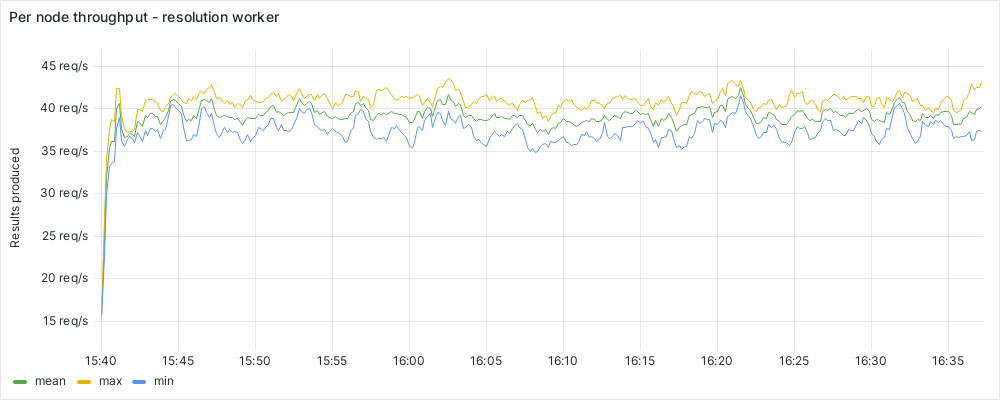 Per node throughput - resolution worker
Results produced
45 req/s
40 req/s
35 req/s
30 req/s
25 req/s
20 req/s
15 req/s
15:40 15:45 15:50 15:55 16:00 16:05 16:10 16:15 16:20 16:25 16:30 16:35
mean max min